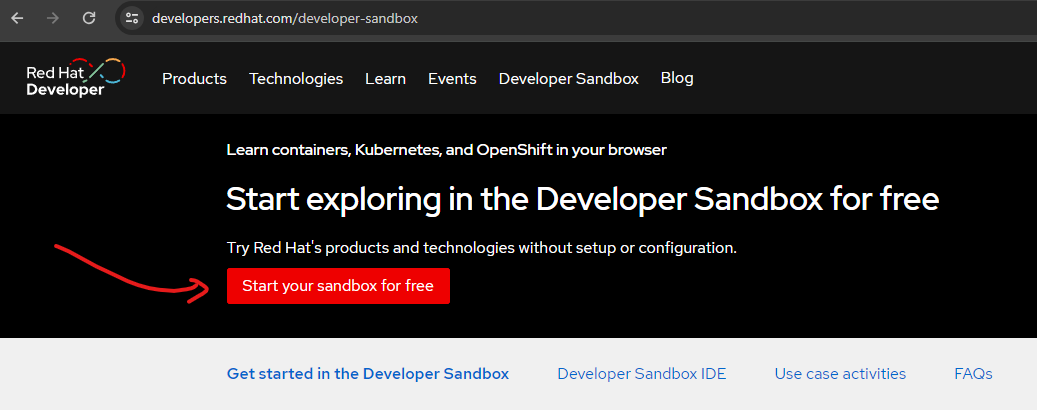 developers.redhat.com/developer-sandbox
Red Hat
Developer
Products Technologies Learn Events Developer Sandbox Blog
Learn containers, Kubernetes, and OpenShift in your browser
Start exploring in the Developer Sandbox for free
Try Red Hat's products and technologies without setup or configuration.
Start your sandbox for free
Get started in the Developer Sandbox Developer Sandbox IDE Use case activities FAQs